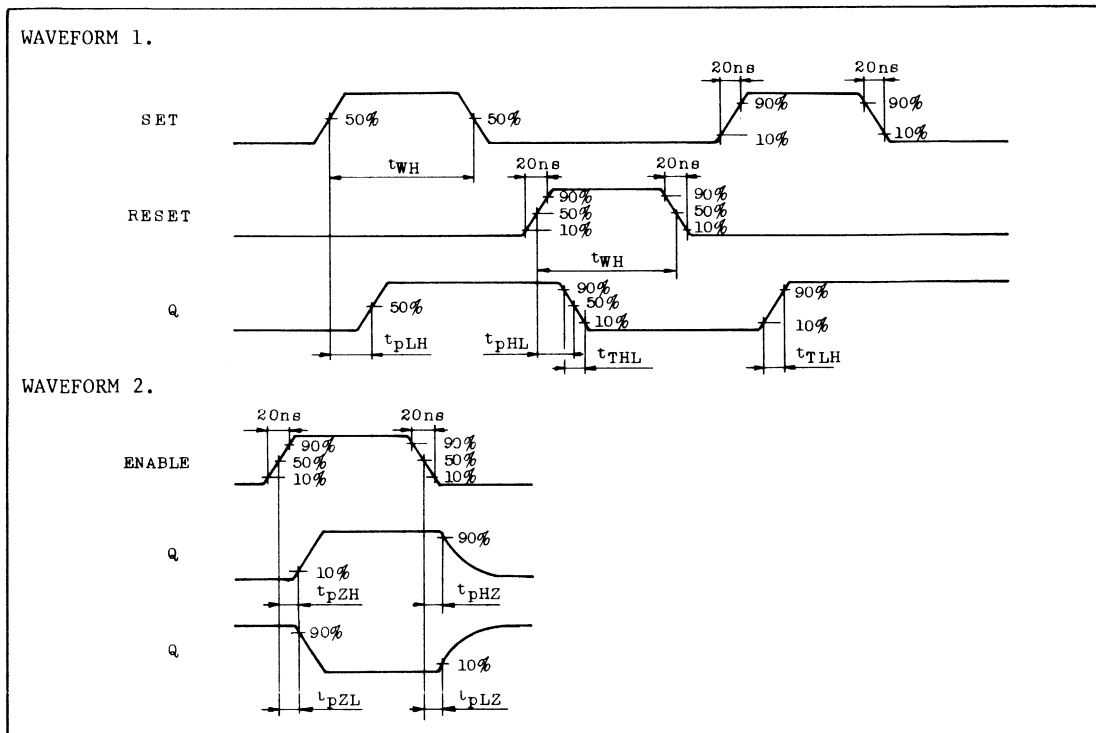 WAVEFORM 1.
20ns 20ns
SET 50% 50% 90% 10% 90% 10%
tWH 20ns 20ns
RESET 90% 50% 10% 90% 50% 10%
tWH
Q 50% 90% 50% 10% 90% 10%
tpLH tpHL tTHL tTLH
WAVEFORM 2.
20ns 20ns
ENABLE 90% 50% 10% 90% 50% 10%
Q 10% 90%
tpZH tpHZ
Q 90% 10%
tpZL tpLZ